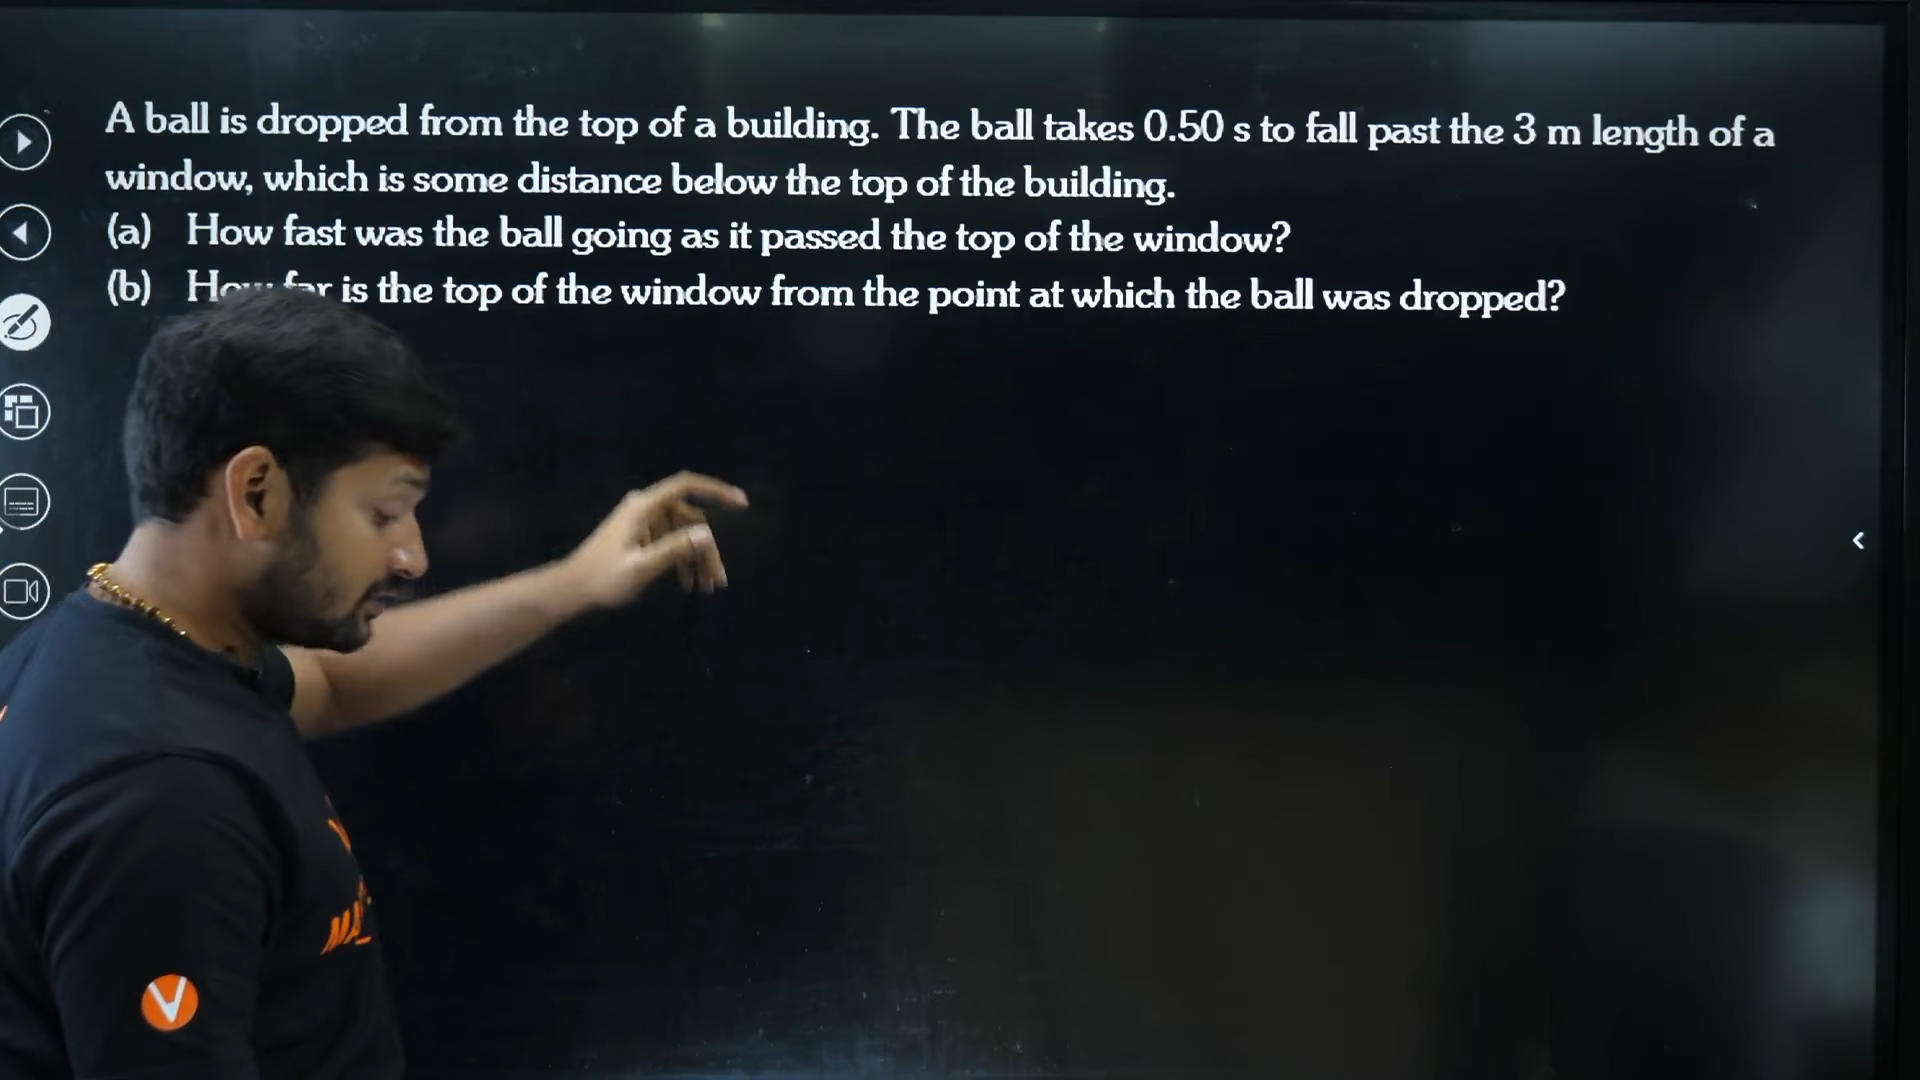 A ball is dropped from the top of a building. The ball takes 0.50 s to fall past the 3 m length of a
window, which is some distance below the top of the building.
(a) How fast was the ball going as it passed the top of the window?
(b) How far is the top of the window from the point at which the ball was dropped?